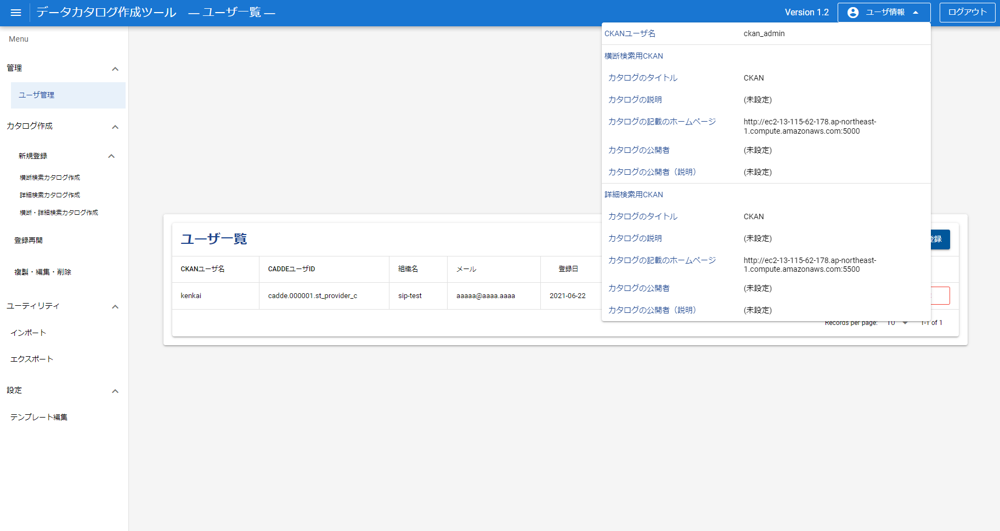 データカタログ作成ツール　― ユーザ一覧 ―
Version 1.2
ユーザ情報
ログアウト
Menu
管理
ユーザ管理
カタログ作成
新規登録
横断検索カタログ作成
詳細検索カタログ作成
横断・詳細検索カタログ作成
登録再開
複製・編集・削除
ユーティリティ
インポート
エクスポート
設定
テンプレート編集
CKANユーザ名 ckan_admin
横断検索用CKAN
カタログのタイトル CKAN
カタログの説明 (未設定)
カタログの記載のホームページ http://ec2-13-115-62-178.ap-northeast-
1.compute.amazonaws.com:5000
カタログの公開者 (未設定)
カタログの公開者（説明） (未設定)
詳細検索用CKAN
カタログのタイトル CKAN
カタログの説明 (未設定)
カタログの記載のホームページ http://ec2-13-115-62-178.ap-northeast-
1.compute.amazonaws.com:5500
カタログの公開者 (未設定)
カタログの公開者（説明） (未設定)
ユーザ一覧
登録
CKANユーザ名 CADDEユーザID 組織名 メール 登録日
kenkai cadde.000001.st_provider_c sip-test aaaaa@aaaa.aaaa 2021-06-22
Records per page: 10 1-1 of 1